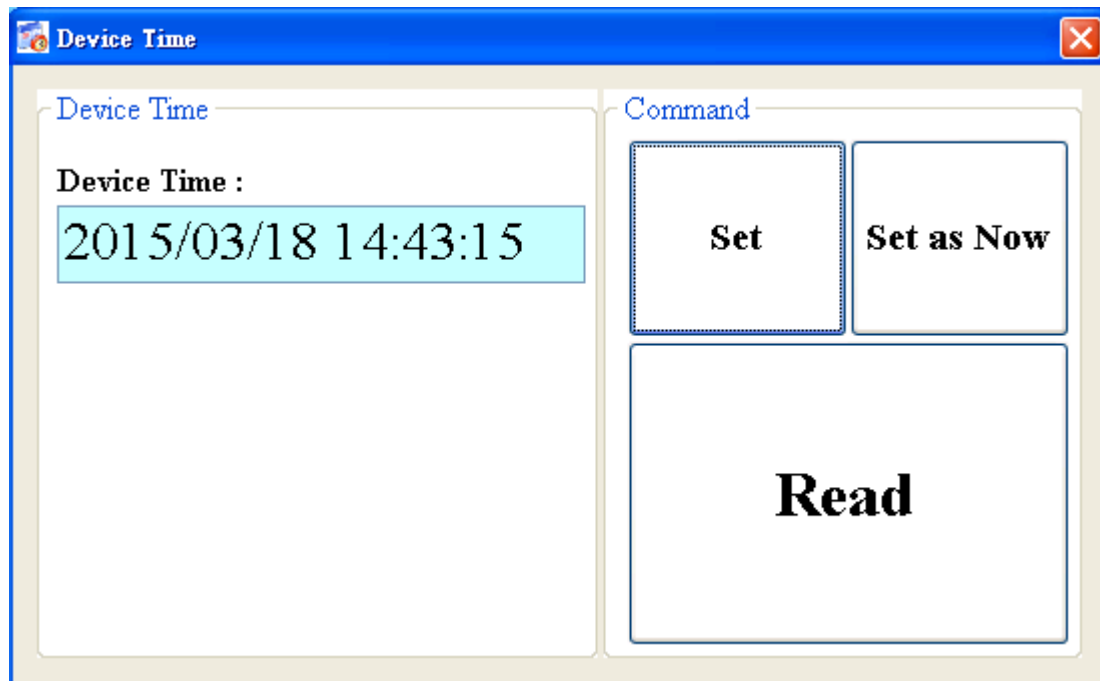 Device Time
Device Time
Device Time :
2015/03/18 14:43:15
Command
Set
Set as Now
Read